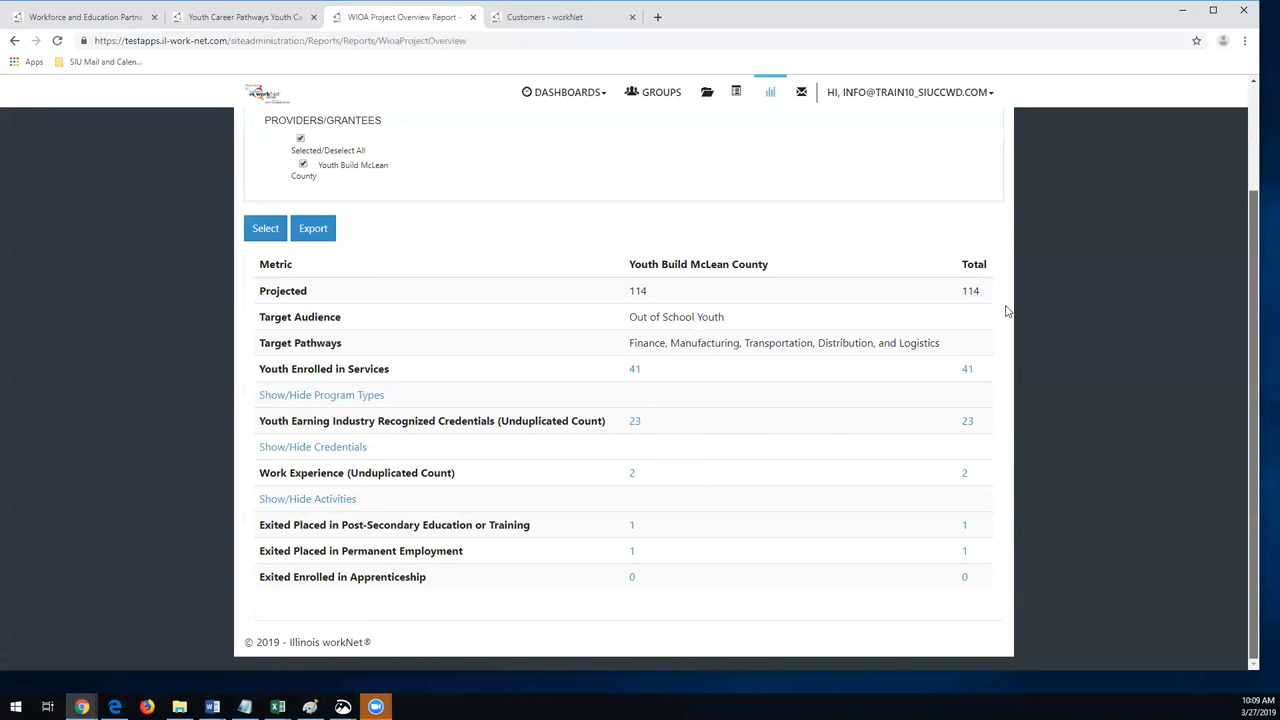 Workforce and Education Partne
Youth Career Pathways Youth Co
WIOA Project Overview Report -
Customers - workNet
https://testapps.il-work-net.com/siteadministration/Reports/Reports/WioaProjectOverview
Apps
SIU Mail and Calen...
workNet
DASHBOARDS
GROUPS
HI, INFO@TRAIN10_SIUCCWD.COM
PROVIDERS/GRANTEES
Selected/Deselect All
Youth Build McLean
County
Select Export
Metric Youth Build McLean County Total
Projected 114 114
Target Audience Out of School Youth
Target Pathways Finance, Manufacturing, Transportation, Distribution, and Logistics
Youth Enrolled in Services 41 41
Show/Hide Program Types
Youth Earning Industry Recognized Credentials (Unduplicated Count) 23 23
Show/Hide Credentials
Work Experience (Unduplicated Count) 2 2
Show/Hide Activities
Exited Placed in Post-Secondary Education or Training 1 1
Exited Placed in Permanent Employment 1 1
Exited Enrolled in Apprenticeship 0 0
© 2019 - Illinois workNet®
10:09 AM
3/27/2019